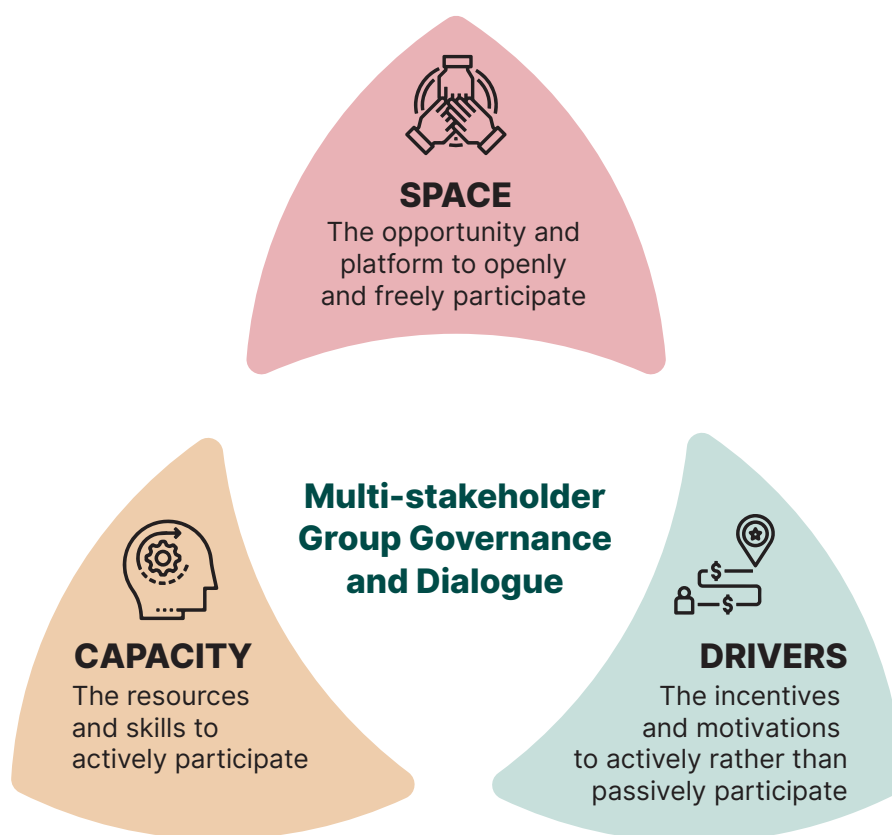 SPACE
The opportunity and
platform to openly
and freely participate
Multi-stakeholder
Group Governance
and Dialogue
CAPACITY
The resources
and skills to
actively participate
DRIVERS
The incentives
and motivations
to actively rather than
passively participate